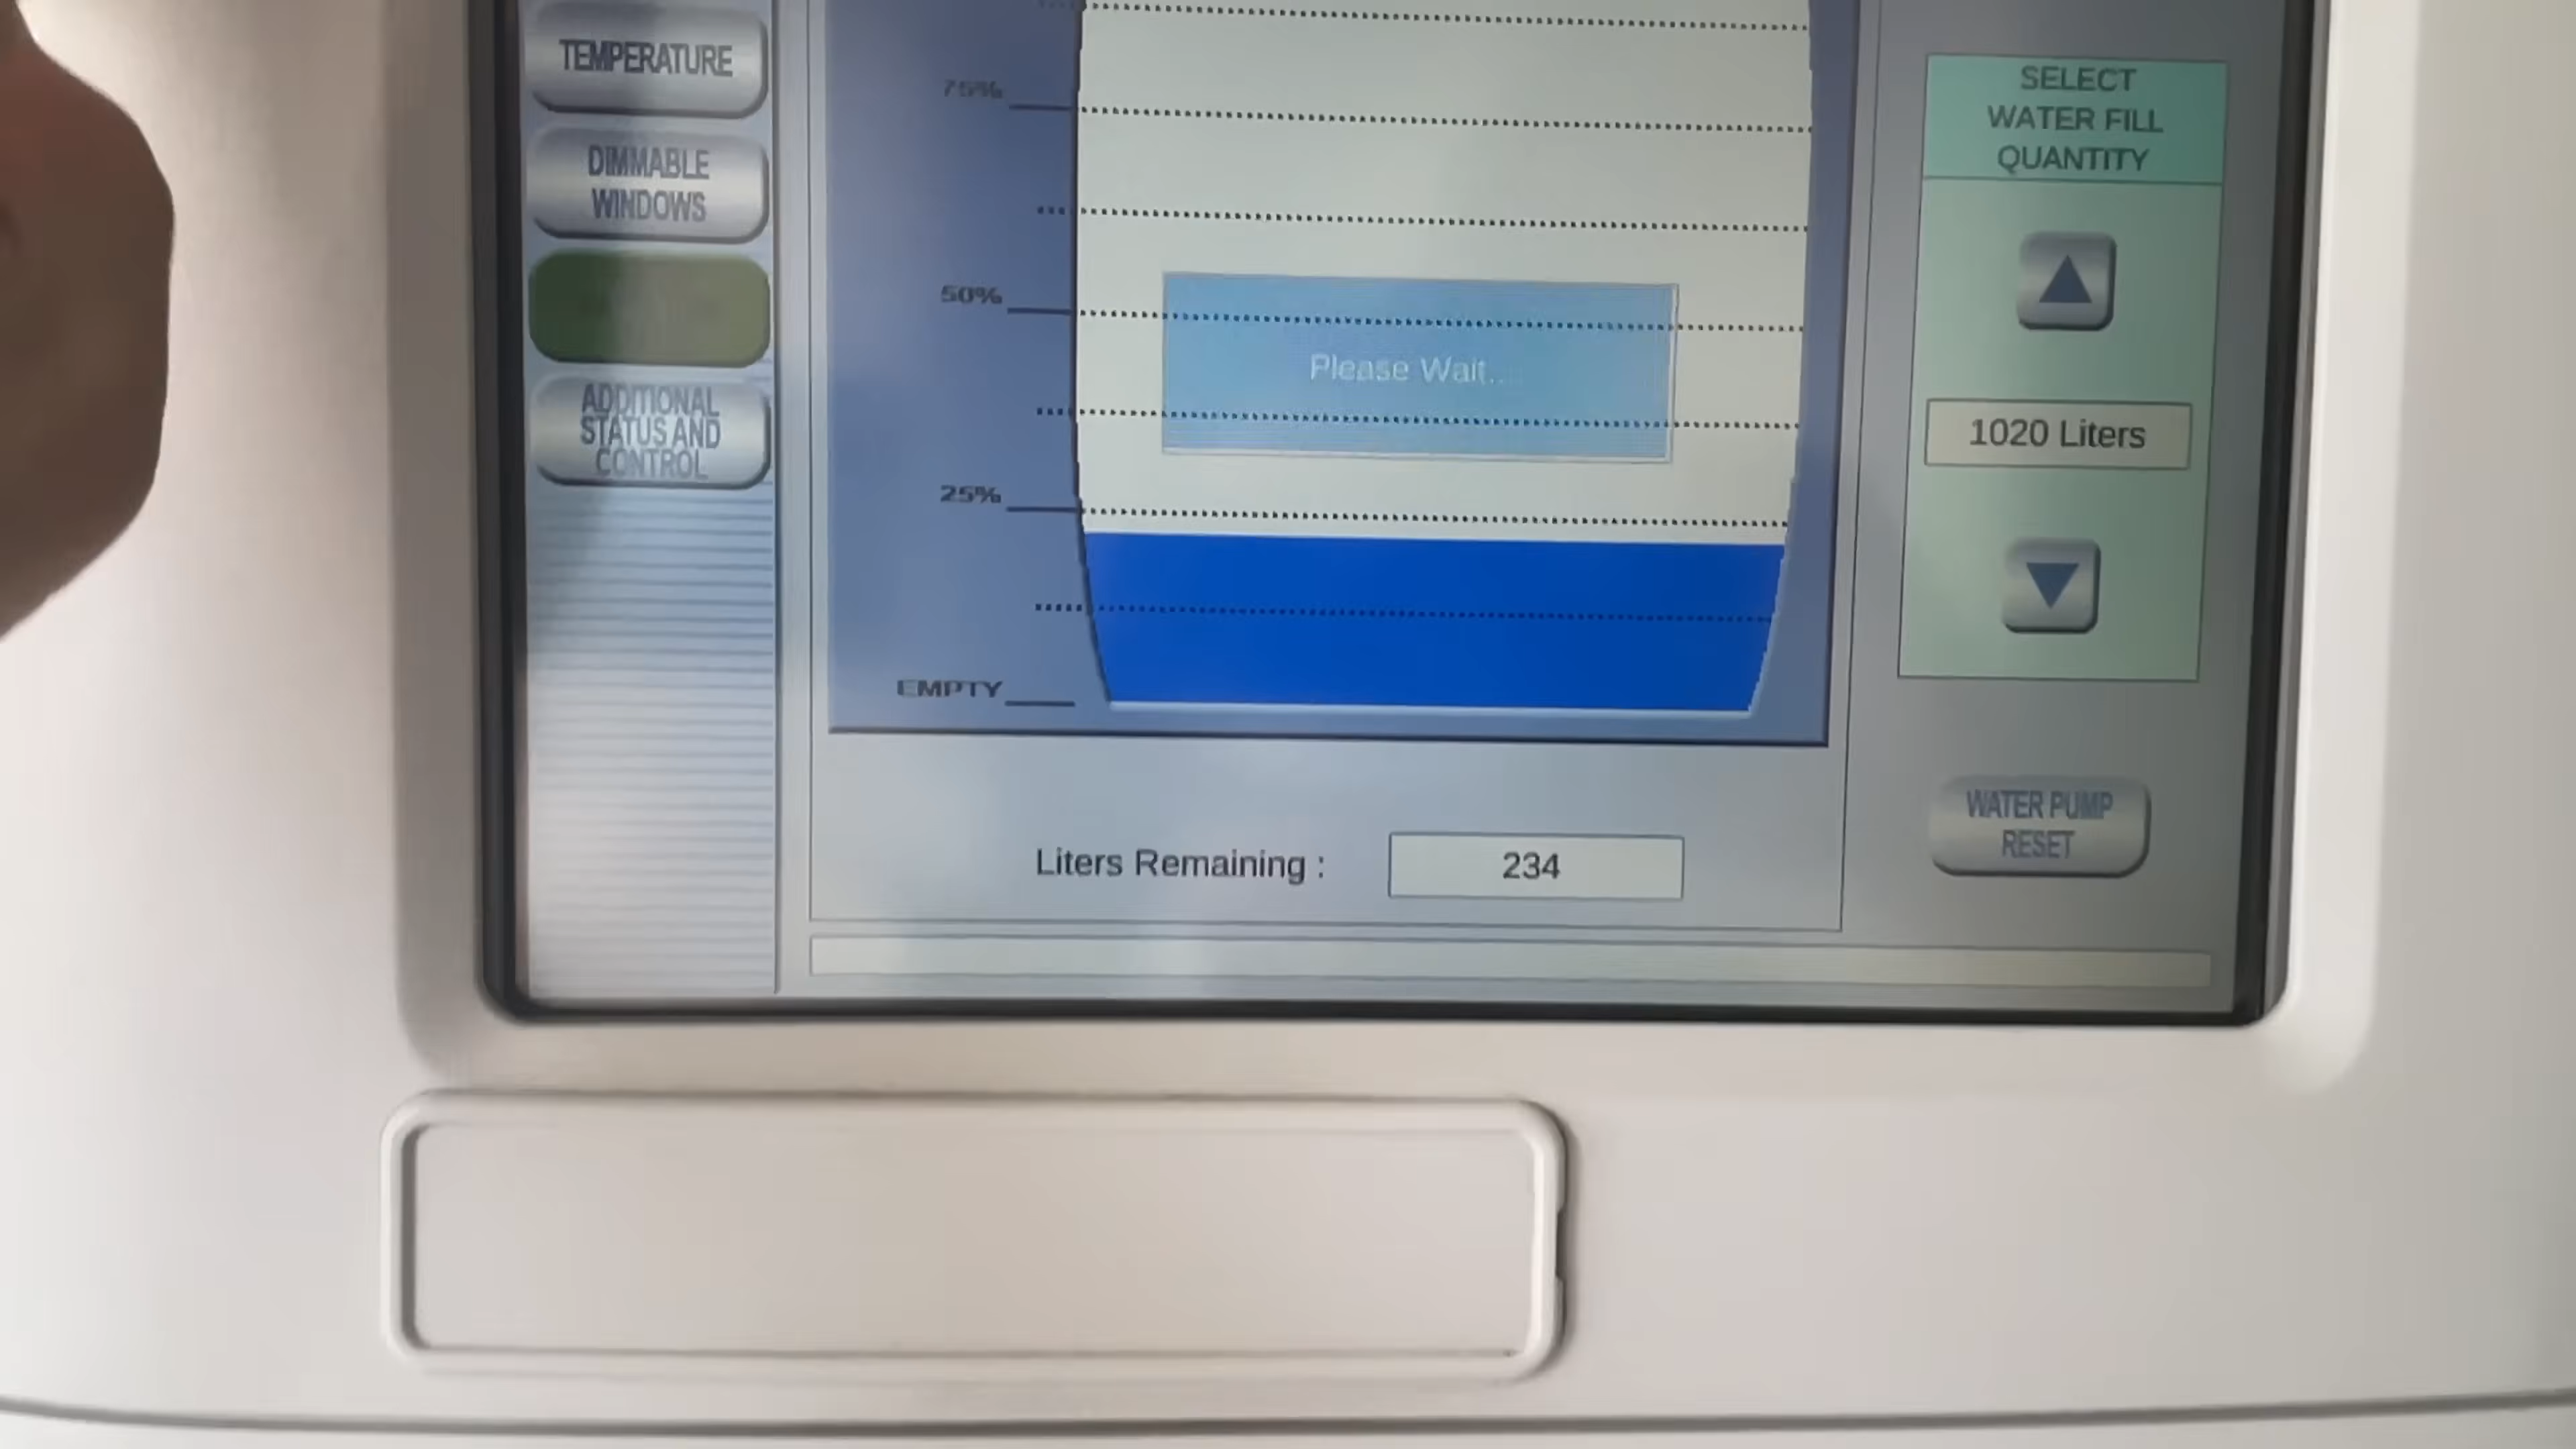 TEMPERATURE
DIMMABLE
WINDOWS
ADDITIONAL
STATUS AND
CONTROL
75%
50%
25%
EMPTY
Please Wait...
Liters Remaining :
234
SELECT
WATER FILL
QUANTITY
1020 Liters
WATER PUMP
RESET